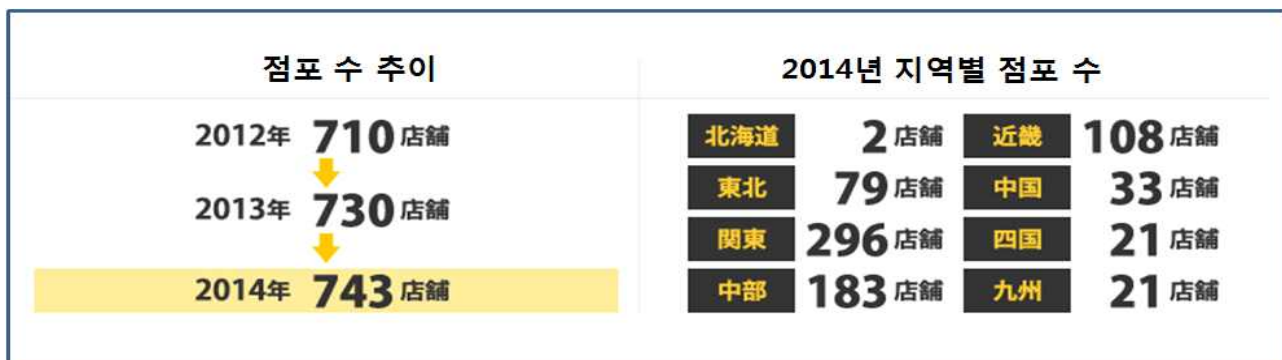 점포 수 추이
2012年 710店舗
2013年 730店舗
2014年 743店舗
2014년 지역별 점포 수
北海道 2店舗 近畿 108店舗
東北 79店舗 中国 33店舗
関東 296店舗 四国 21店舗
中部 183店舗 九州 21店舗